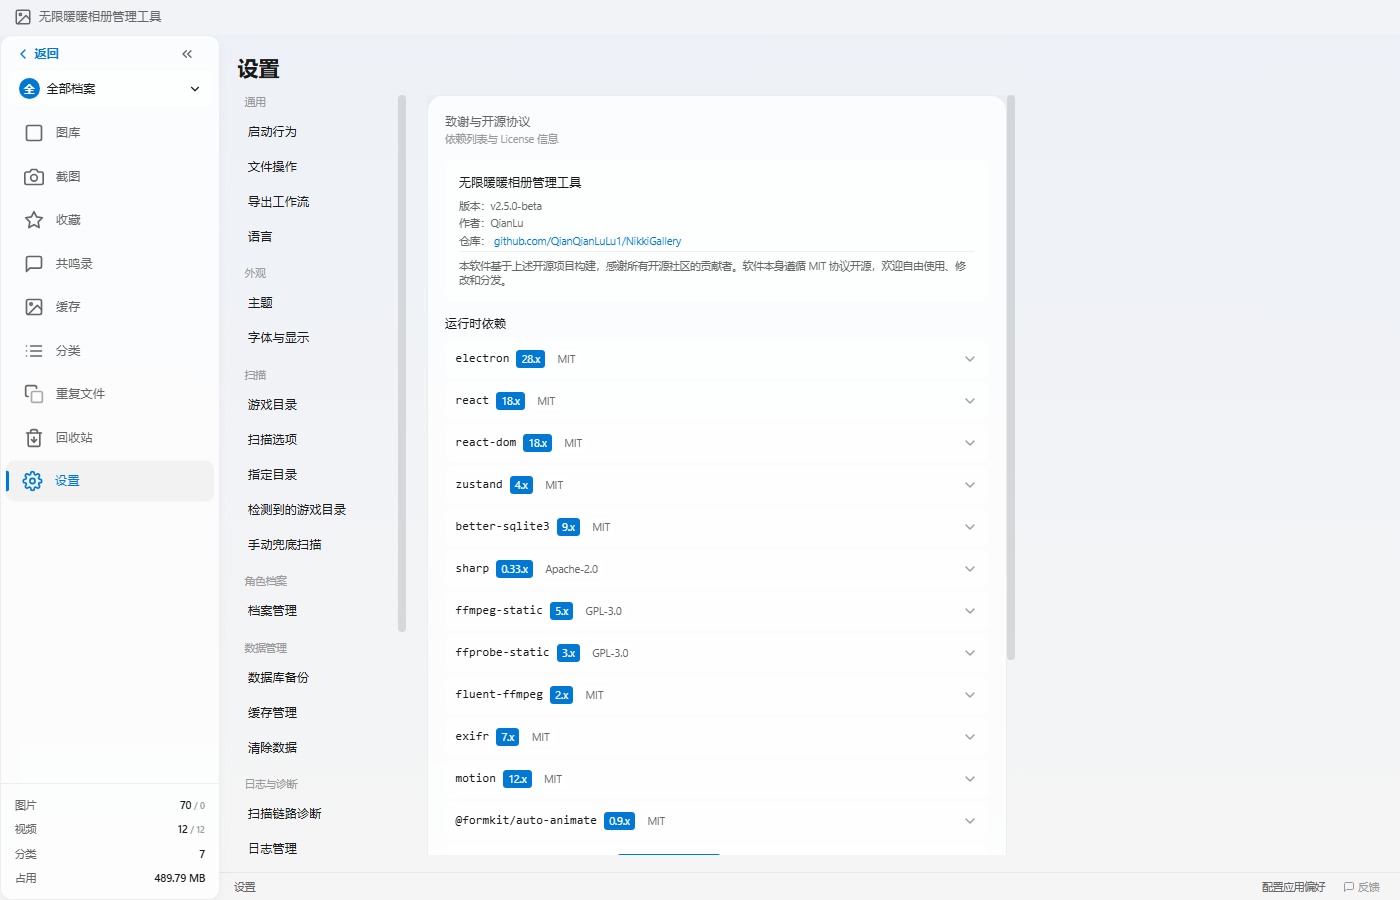 无限暖暖相册管理工具
返回
全 全部档案
图库
截图
收藏
共鸣录
缓存
分类
重复文件
回收站
设置
图片 70 / 0
视频 12 / 12
分类 7
占用 489.79 MB
设置
通用
启动行为
文件操作
导出工作流
语言
外观
主题
字体与显示
扫描
游戏目录
扫描选项
指定目录
检测到的游戏目录
手动兜底扫描
角色档案
档案管理
数据管理
数据库备份
缓存管理
清除数据
日志与诊断
扫描链路诊断
日志管理
致谢与开源协议
依赖列表与 License 信息
无限暖暖相册管理工具
版本：v2.5.0-beta
作者：QianLu
仓库： github.com/QianQianLuLu1/NikkiGallery
本软件基于上述开源项目构建，感谢所有开源社区的贡献者。软件本身遵循 MIT 协议开源，欢迎自由使用、修
改和分发。
运行时依赖
electron 28.x MIT
react 18.x MIT
react-dom 18.x MIT
zustand 4.x MIT
better-sqlite3 9.x MIT
sharp 0.33.x Apache-2.0
ffmpeg-static 5.x GPL-3.0
ffprobe-static 3.x GPL-3.0
fluent-ffmpeg 2.x MIT
exifr 7.x MIT
motion 12.x MIT
@formkit/auto-animate 0.9.x MIT
设置
配置应用偏好 反馈